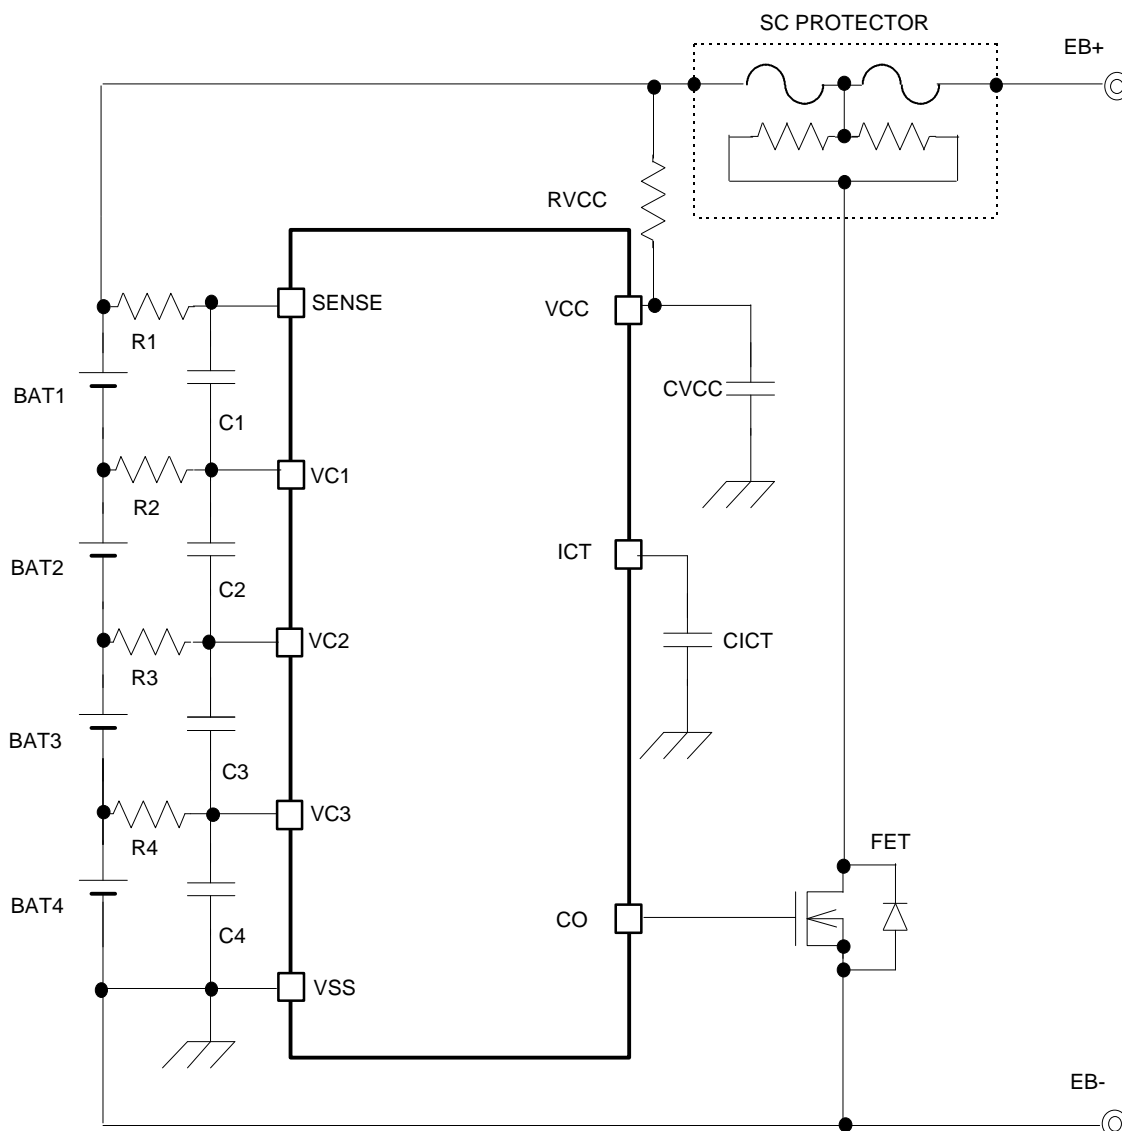 SC PROTECTOR
EB+
RVCC
SENSE
VCC
R1
BAT1
CVCC
C1
VC1
R2
ICT
BAT2
C2
VC2
CICT
R3
BAT3
C3
VC3
R4
FET
BAT4
CO
C4
VSS
EB-